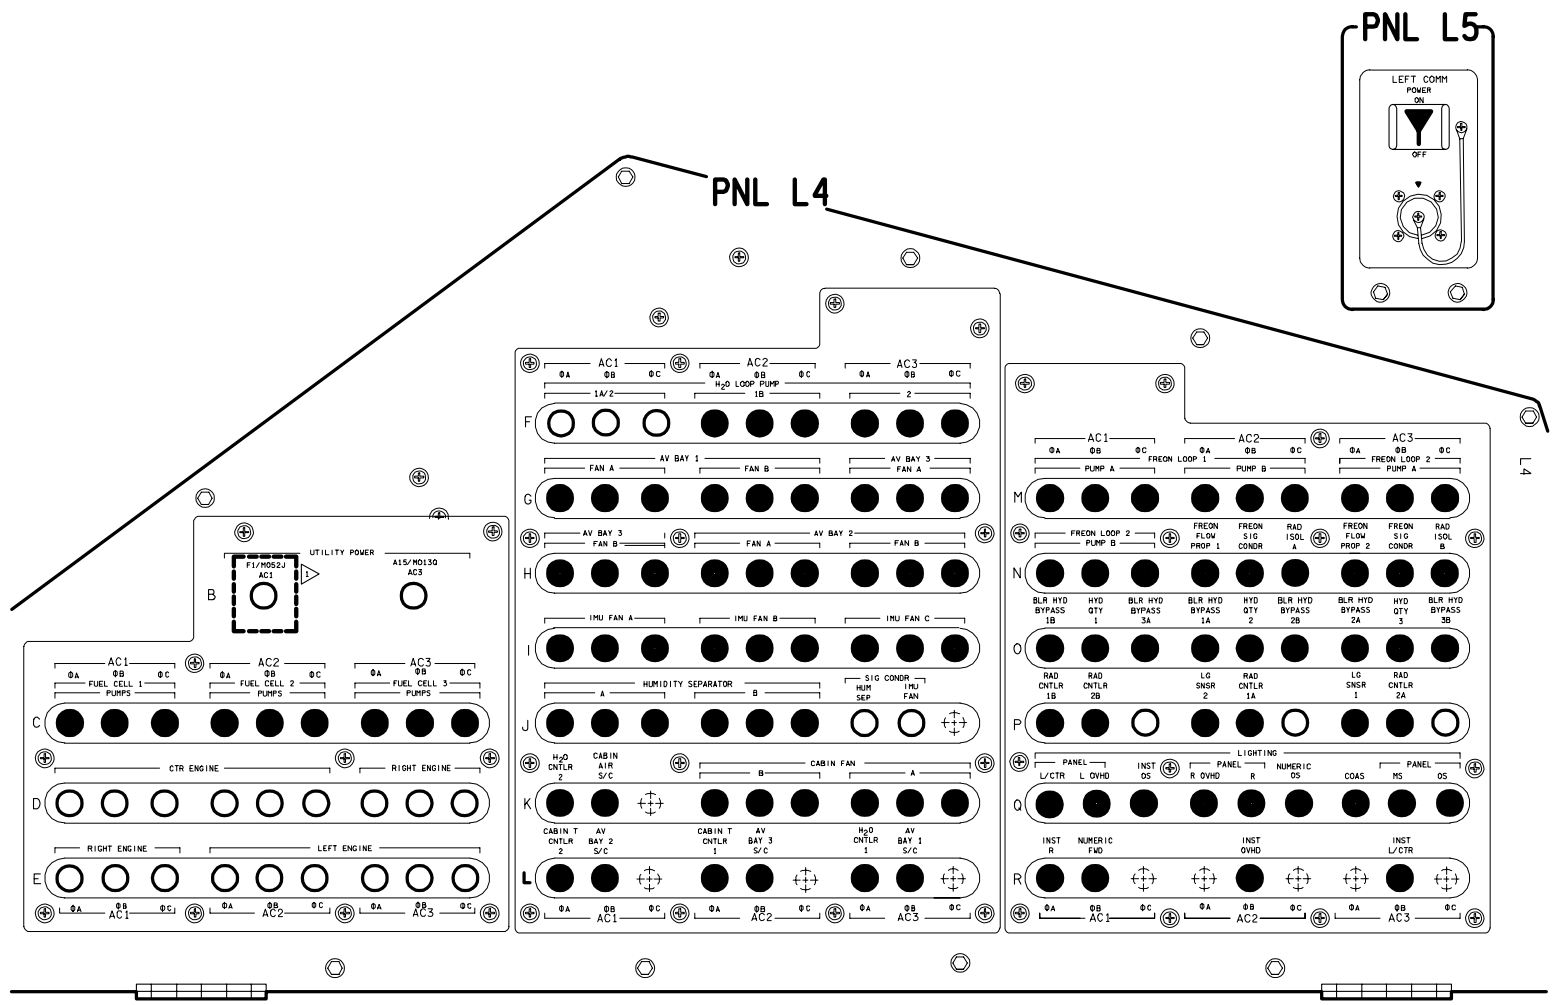 PNL L5
LEFT COMM
POWER
ON
OFF
PNL L4
L4
UTILITY POWER
F1/MO52J A15/MO13Q
AC1 AC3
1
B
AC1 AC2 AC3
ΦA ΦB ΦC ΦA ΦB ΦC ΦA ΦB ΦC
FUEL CELL 1 FUEL CELL 2 FUEL CELL 3
PUMPS PUMPS PUMPS
C
CTR ENGINE RIGHT ENGINE
D
RIGHT ENGINE LEFT ENGINE
E
ΦA ΦB ΦC ΦA ΦB ΦC ΦA ΦB ΦC
AC1 AC2 AC3
AC1 AC2 AC3
ΦA ΦB ΦC ΦA ΦB ΦC ΦA ΦB ΦC
H2O LOOP PUMP
1A/2 1B 2
F
AV BAY 1 AV BAY 3
FAN A FAN B FAN A
G
AV BAY 3 AV BAY 2
FAN B FAN A FAN B
H
IMU FAN A IMU FAN B IMU FAN C
I
HUMIDITY SEPARATOR SIG CONDR
A B HUM SEP IMU FAN
J
H2O CNTLR 2 CABIN AIR S/C CABIN FAN
B A
K
CABIN T CNTLR 2 AV BAY 2 S/C CABIN T CNTLR 1 AV BAY 3 S/C H2O CNTLR 1 AV BAY 1 S/C
L
ΦA ΦB ΦC ΦA ΦB ΦC ΦA ΦB ΦC
AC1 AC2 AC3
AC1 AC2 AC3
ΦA ΦB ΦC ΦA ΦB ΦC ΦA ΦB ΦC
FREON LOOP 1 FREON LOOP 2
PUMP A PUMP B PUMP A
M
FREON LOOP 2 PUMP B FREON FLOW PROP 1 FREON SIG CONDR RAD ISOL A FREON FLOW PROP 2 FREON SIG CONDR RAD ISOL B
N
BLR HYD BYPASS 1B HYD QTY 1 BLR HYD BYPASS 3A BLR HYD BYPASS 1A HYD QTY 2 BLR HYD BYPASS 2B BLR HYD BYPASS 2A HYD QTY 3 BLR HYD BYPASS 3B
O
RAD CNTLR 1B RAD CNTLR 2B LG SNSR 2 RAD CNTLR 1A LG SNSR 1 RAD CNTLR 2A
P
LIGHTING
PANEL INST PANEL NUMERIC PANEL
L/CTR L OVHD OS R OVHD R OS COAS MS OS
Q
INST R NUMERIC FWD INST OVHD INST L/CTR
R
ΦA ΦB ΦC ΦA ΦB ΦC ΦA ΦB ΦC
AC1 AC2 AC3